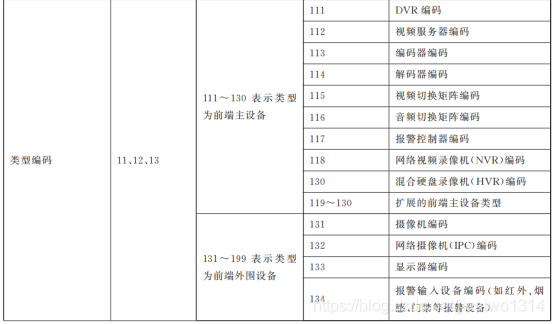 111 DVR 编码
112 视频服务器编码
113 编码器编码
114 解码器编码
111～130 表示类型 115 视频切换矩阵编码
为前端主设备 116 音频切换矩阵编码
117 报警控制器编码
类型编码 11、12、13 118 网络视频录像机(NVR)编码
130 混合硬盘录像机(HVR)编码
119～130 扩展的前端主设备类型
131 摄像机编码
132 网络摄像机(IPC)编码
131～199 表示类型
为前端外围设备 133 显示器编码
134 报警输入设备编码(如红外、烟
感、门禁等报警设备)